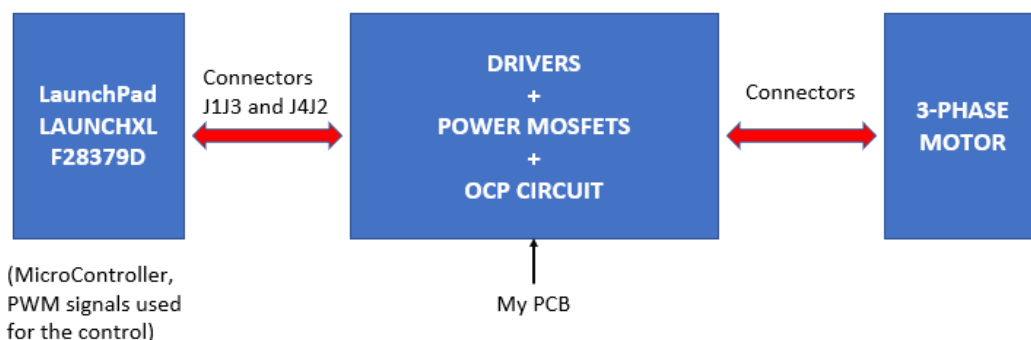 LaunchPad
LAUNCHXL
F28379D
Connectors
J1J3 and J4J2
DRIVERS
+
POWER MOSFETS
+
OCP CIRCUIT
Connectors
3-PHASE
MOTOR
(MicroController,
PWM signals used
for the control)
My PCB